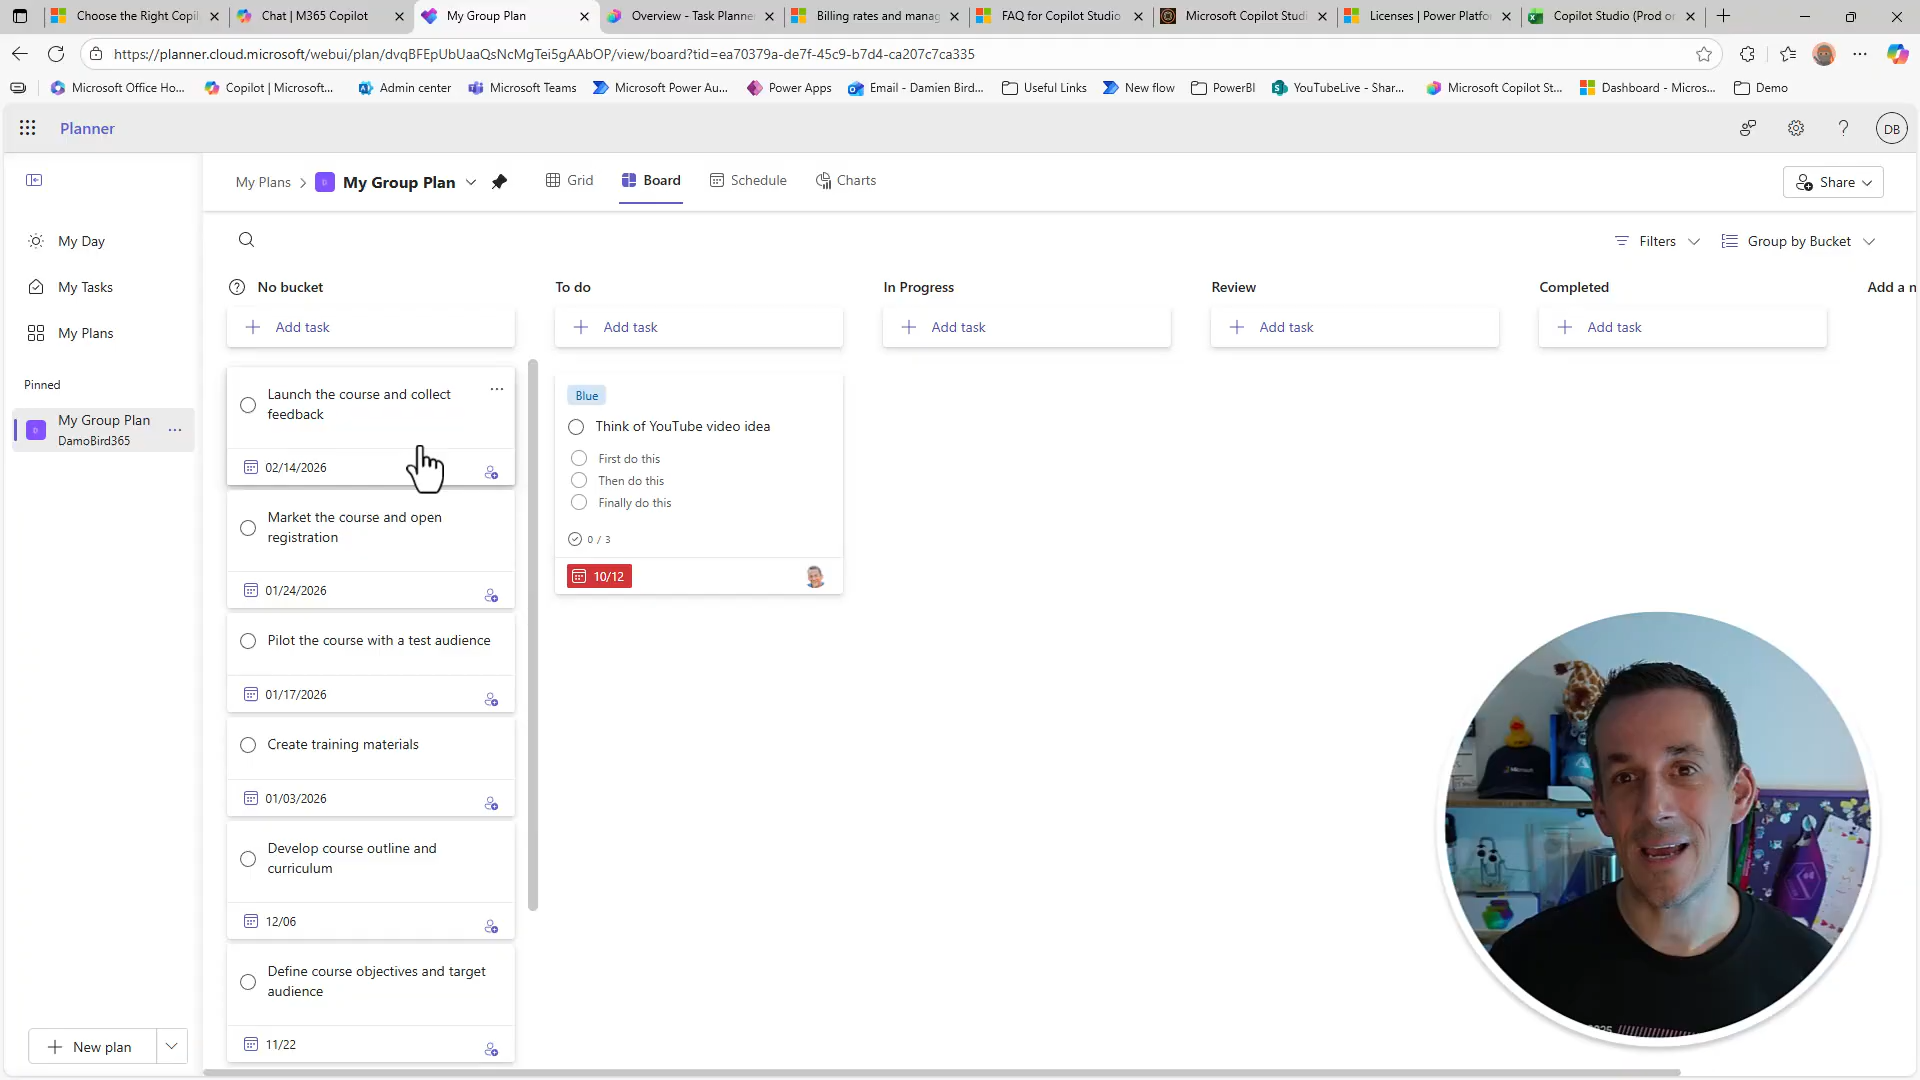 Choose the Right Copil
Chat | M365 Copilot
My Group Plan
Overview - Task Planne
Billing rates and manag
FAQ for Copilot Studio
Microsoft Copilot Studi
Licenses | Power Platfo
Copilot Studio (Prod or
https://planner.cloud.microsoft/webui/plan/dvqBFEpUbUaaQsNcMgTei5gAAbOP/view/board?tid=ea70379a-de7f-45c9-b7d4-ca207c7ca335
Microsoft Office Ho...
Copilot | Microsoft...
Admin center
Microsoft Teams
Microsoft Power Au...
Power Apps
Email - Damien Bird...
Useful Links
New flow
PowerBI
YouTubeLive - Shar...
Microsoft Copilot St...
Dashboard - Micros...
Demo
Planner
DB
My Plans
My Group Plan
Grid
Board
Schedule
Charts
Share
My Day
My Tasks
My Plans
Pinned
My Group Plan
DamoBird365
New plan
Filters
Group by Bucket
No bucket
Add task
Launch the course and collect
feedback
02/14/2026
Market the course and open
registration
01/24/2026
Pilot the course with a test audience
01/17/2026
Create training materials
01/03/2026
Develop course outline and
curriculum
12/06
Define course objectives and target
audience
11/22
To do
Add task
Blue
Think of YouTube video idea
First do this
Then do this
Finally do this
0 / 3
10/12
In Progress
Add task
Review
Add task
Completed
Add task
Add a n
Microsoft